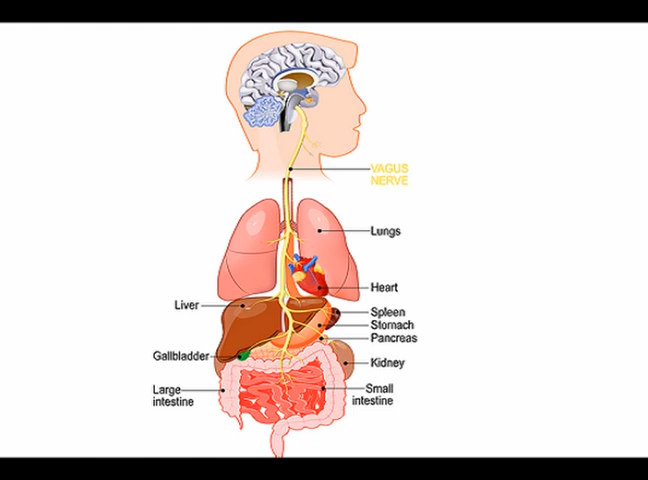 VAGUS
NERVE
Lungs
Heart
Liver
Spleen
Stomach
Pancreas
Gallbladder
Kidney
Large
intestine
Small
intestine